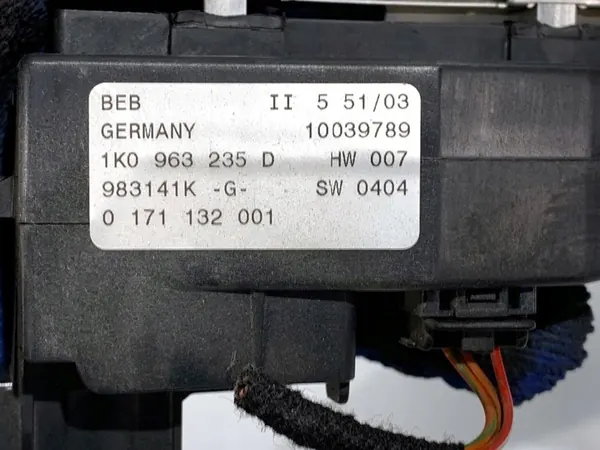 BEB II 5 51/03
GERMANY 10039789
1K0 963 235 D HW 007
983141K -G- SW 0404
0 171 132 001